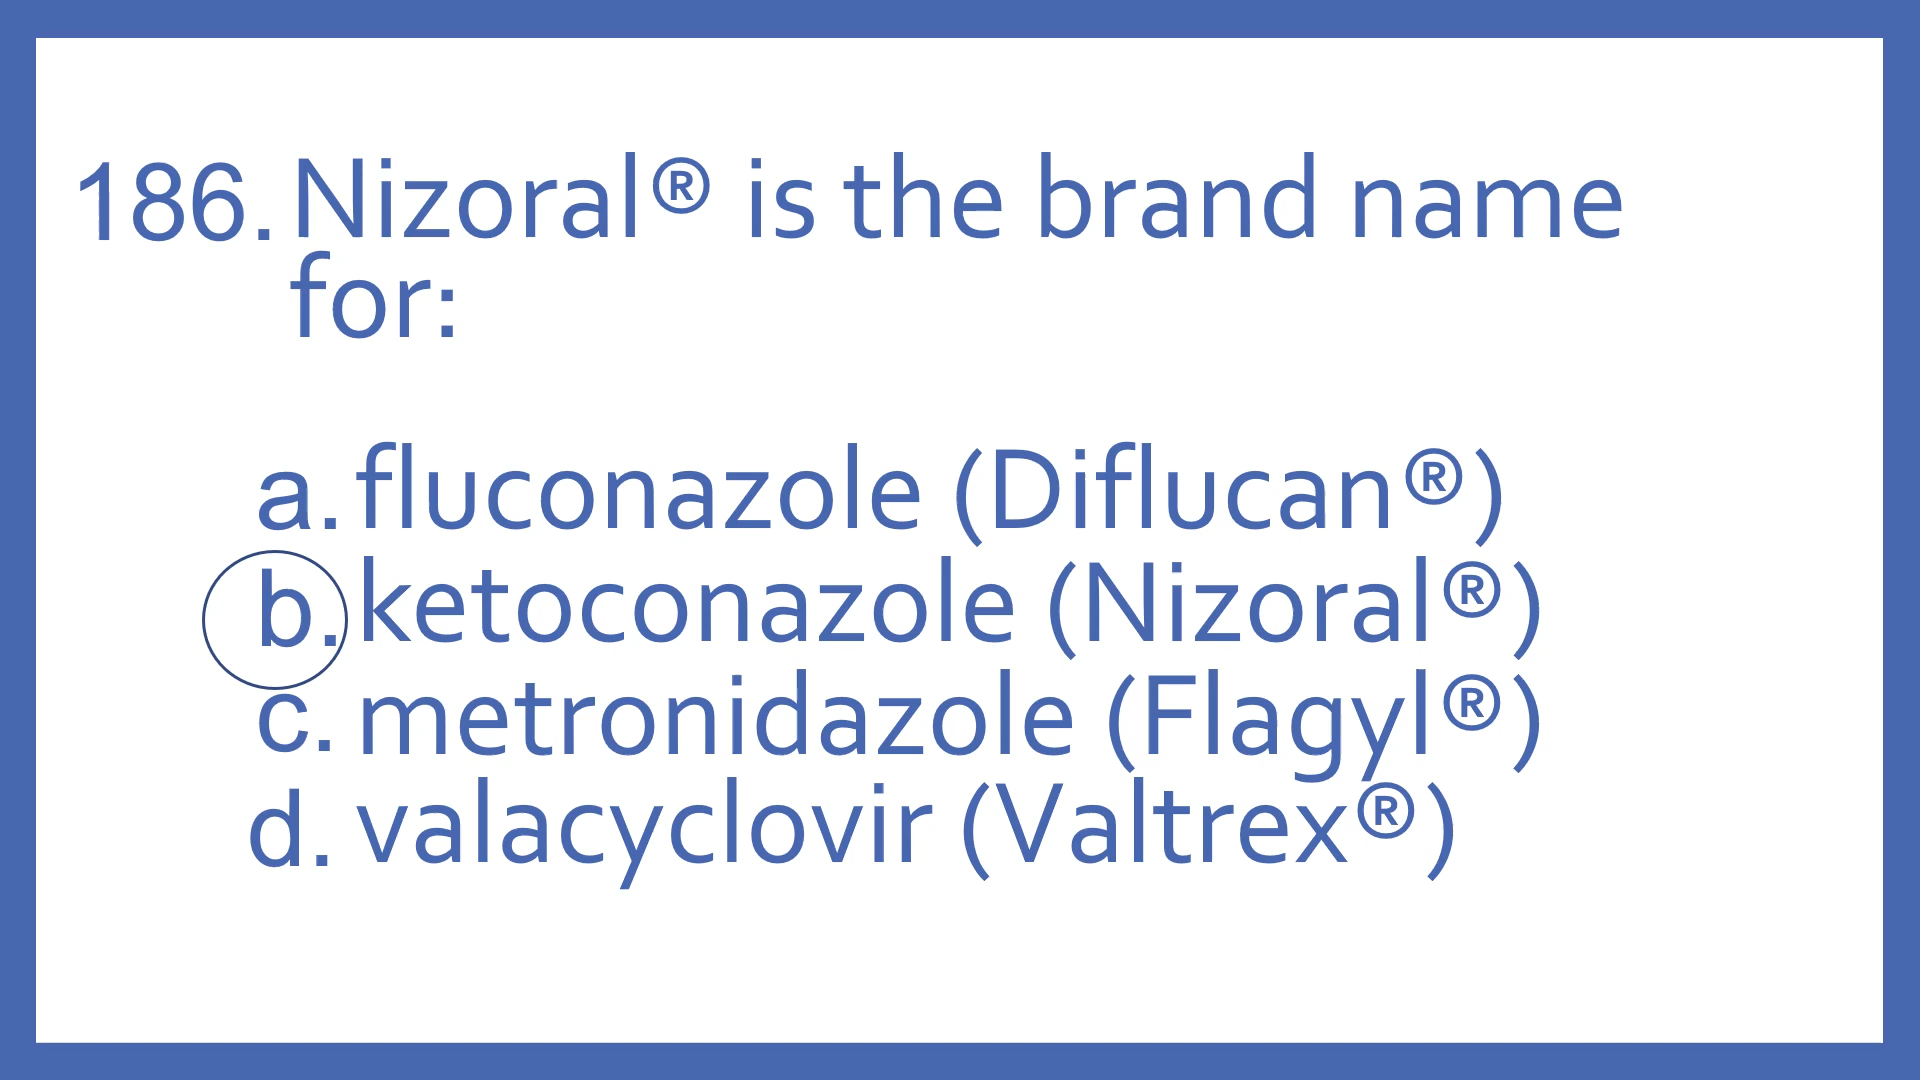 186. Nizoral® is the brand name
for:
a. fluconazole (Diflucan®)
b. ketoconazole (Nizoral®)
c. metronidazole (Flagyl®)
d. valacyclovir (Valtrex®)